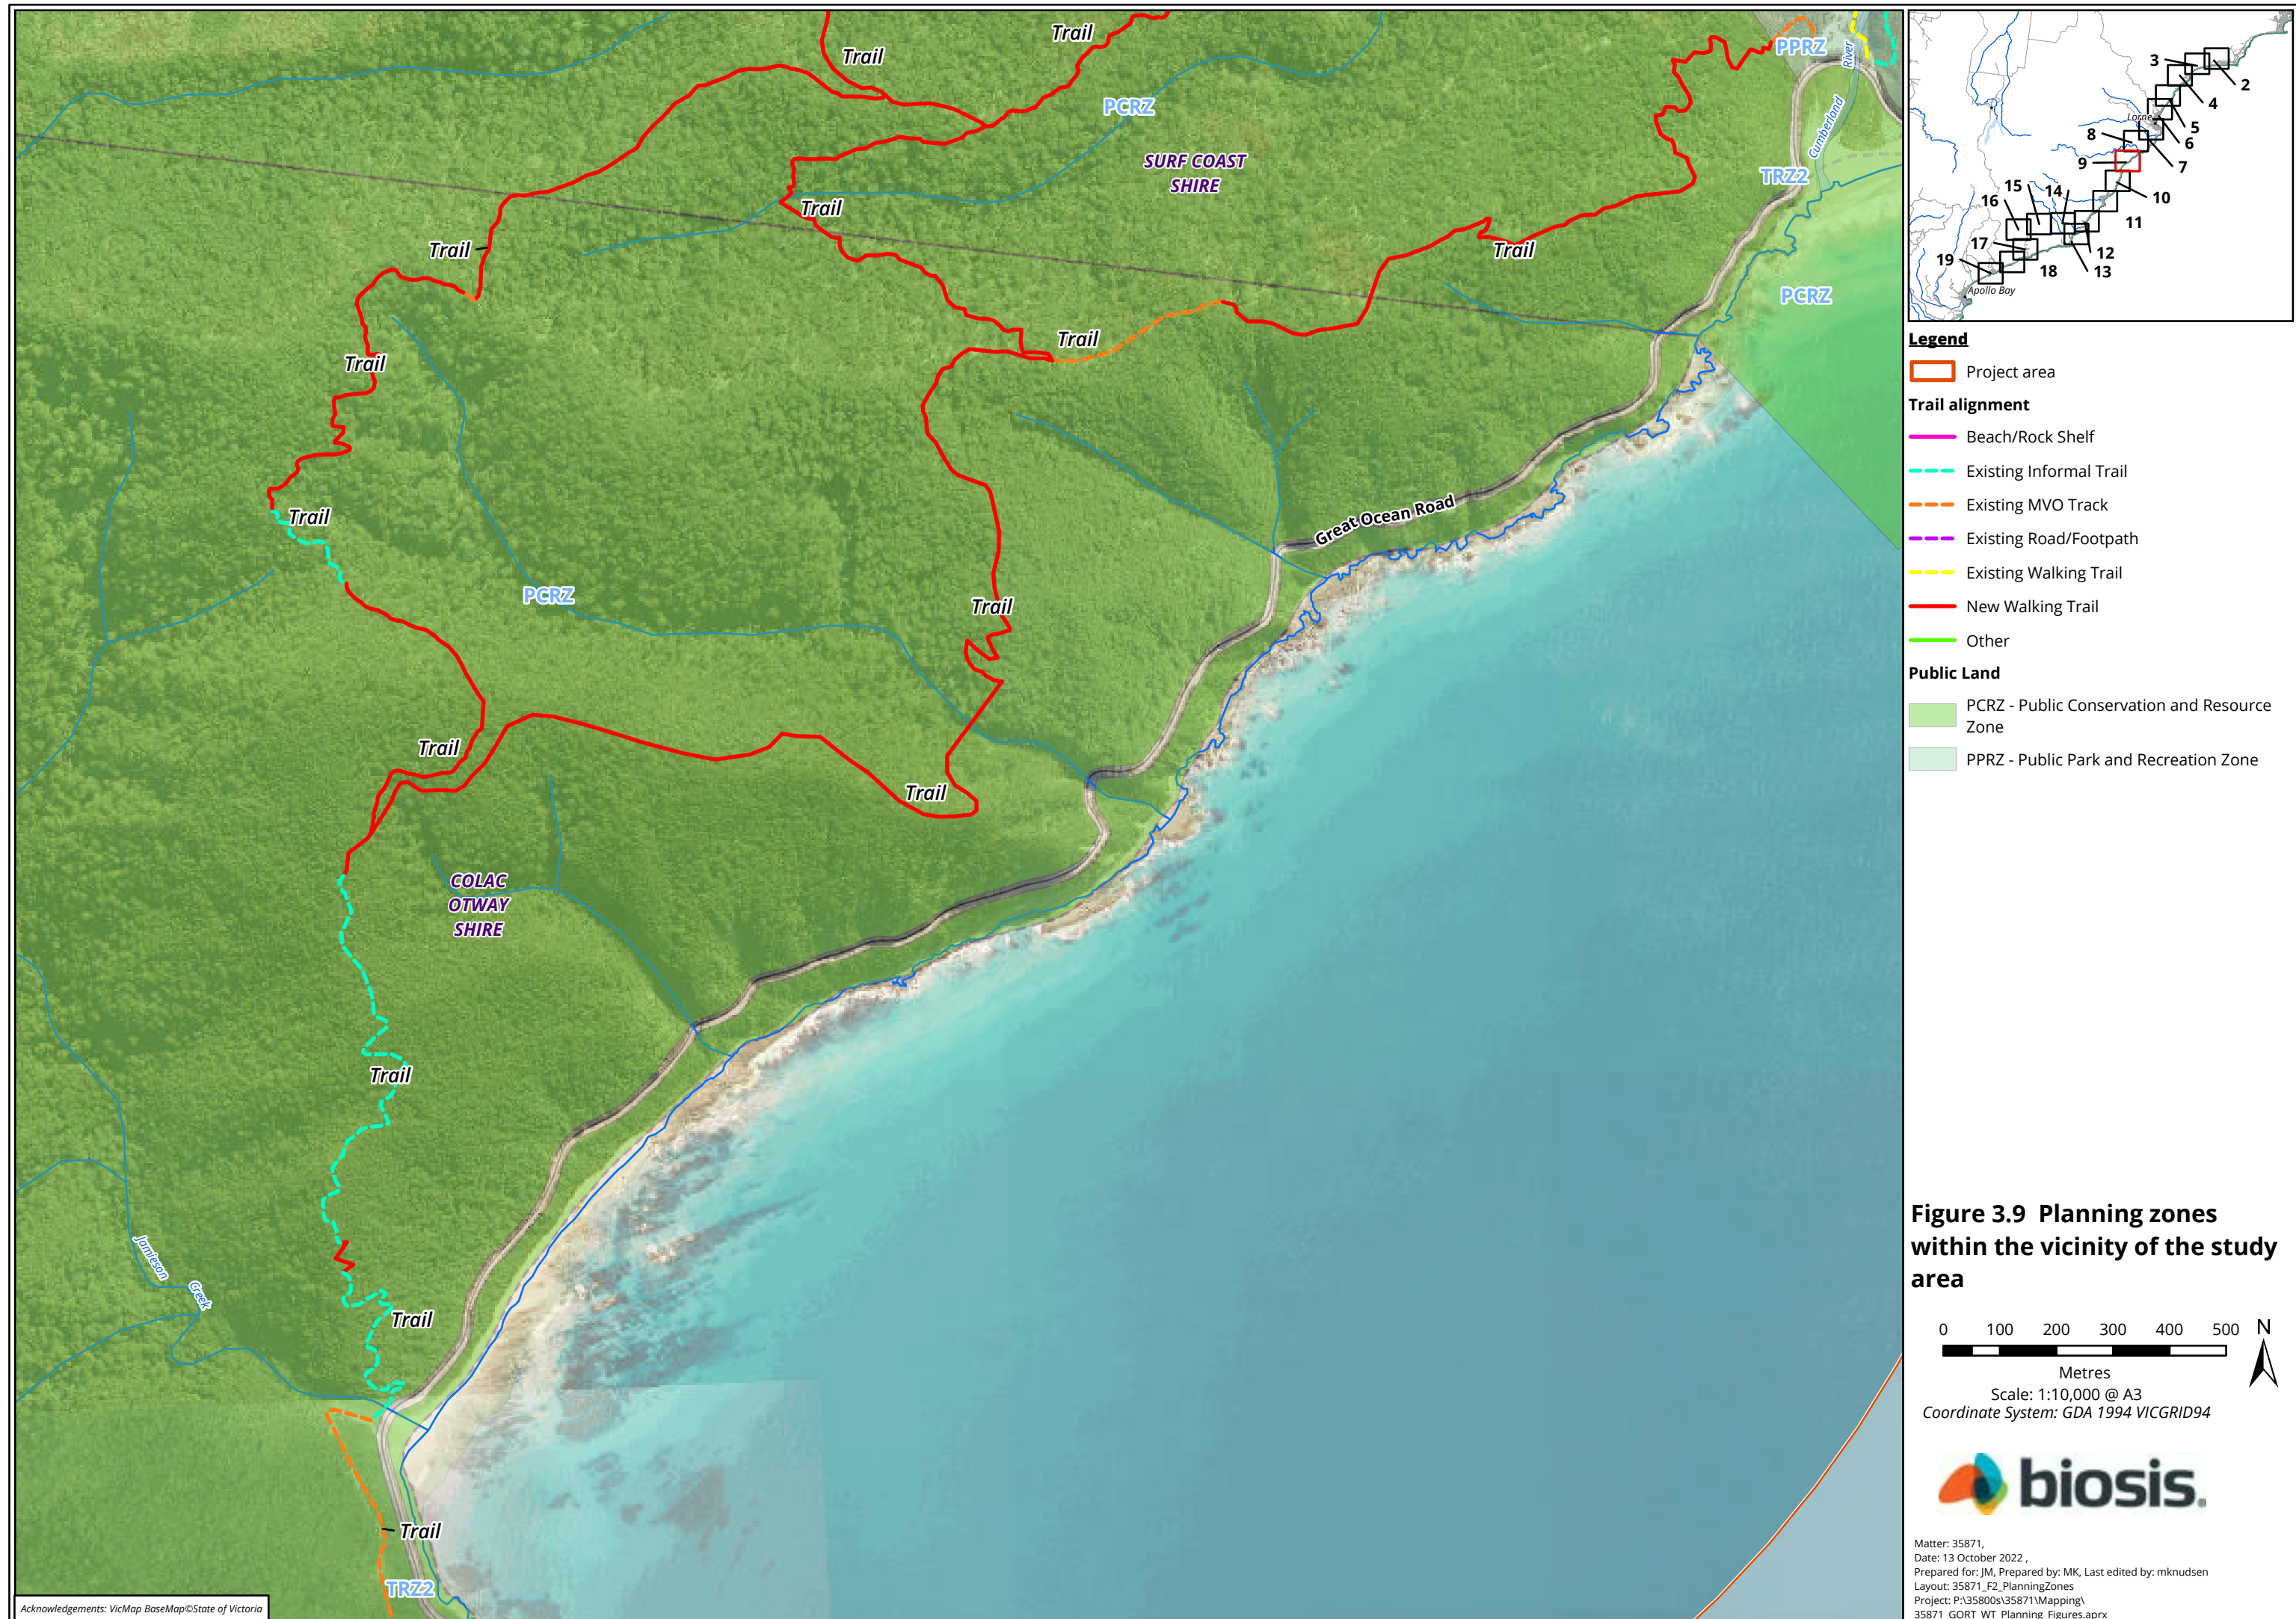 Trail
Trail
PPRZ
River
PCRZ
Cumberland
SURF COAST
SHIRE
TRZ2
Trail
Trail
Trail
PCRZ
Trail
Trail
Great Ocean Road
Trail
PCRZ
Trail
Trail
Trail
COLAC
OTWAY
SHIRE
Trail
Jamieson
Creek
Trail
Trail
TRZ2
Acknowledgements: VicMap BaseMap©State of Victoria
3
2
4
Lorne
5
8
6
7
9
15
14
10
16
11
17
12
19
18
13
Apollo Bay
Legend
Project area
Trail alignment
Beach/Rock Shelf
Existing Informal Trail
Existing MVO Track
Existing Road/Footpath
Existing Walking Trail
New Walking Trail
Other
Public Land
PCRZ - Public Conservation and Resource
Zone
PPRZ - Public Park and Recreation Zone
Figure 3.9 Planning zones
within the vicinity of the study
area
0 100 200 300 400 500
N
Metres
Scale: 1:10,000 @ A3
Coordinate System: GDA 1994 VICGRID94
biosis.
Matter: 35871,
Date: 13 October 2022 ,
Prepared for: JM, Prepared by: MK, Last edited by: mknudsen
Layout: 35871_F2_PlanningZones
Project: P:\35800s\35871\Mapping\
35871_GORT_WT_Planning_Figures.aprx